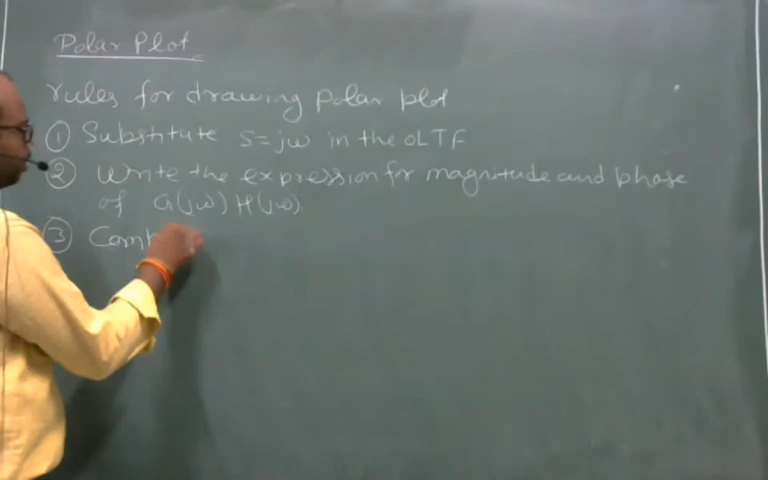 Polar Plot
rules for drawing polar plot
① Substitute s=jω in the OLTF
② Write the expression for magnitude and phase
of G(jω) H(jω).
③ Comp